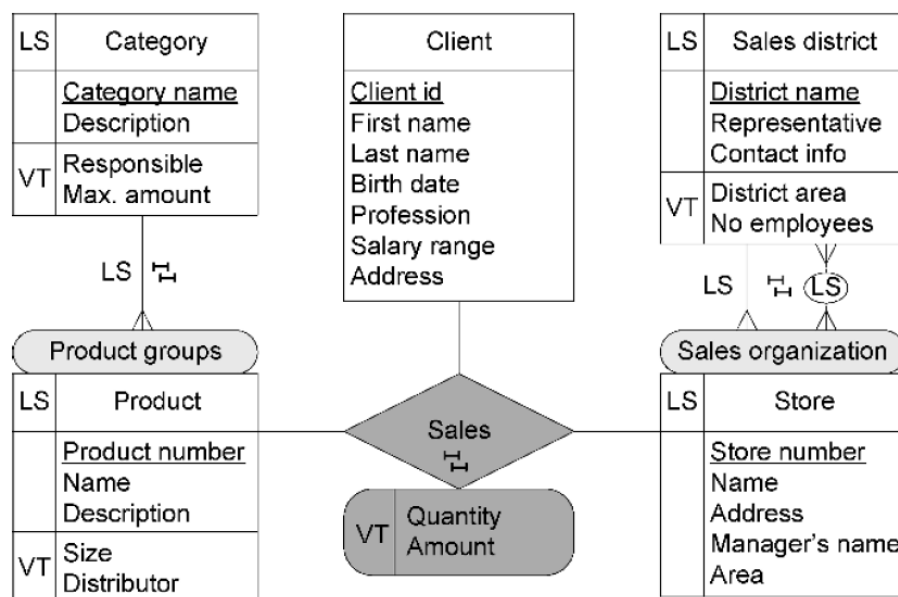 LS Category
Category name
Description
VT Responsible
Max. amount
LS
Product groups
LS Product
Product number
Name
Description
VT Size
Distributor
Client
Client id
First name
Last name
Birth date
Profession
Salary range
Address
Sales
VT Quantity
Amount
LS Sales district
District name
Representative
Contact info
VT District area
No employees
LS LS
Sales organization
LS Store
Store number
Name
Address
Manager's name
Area